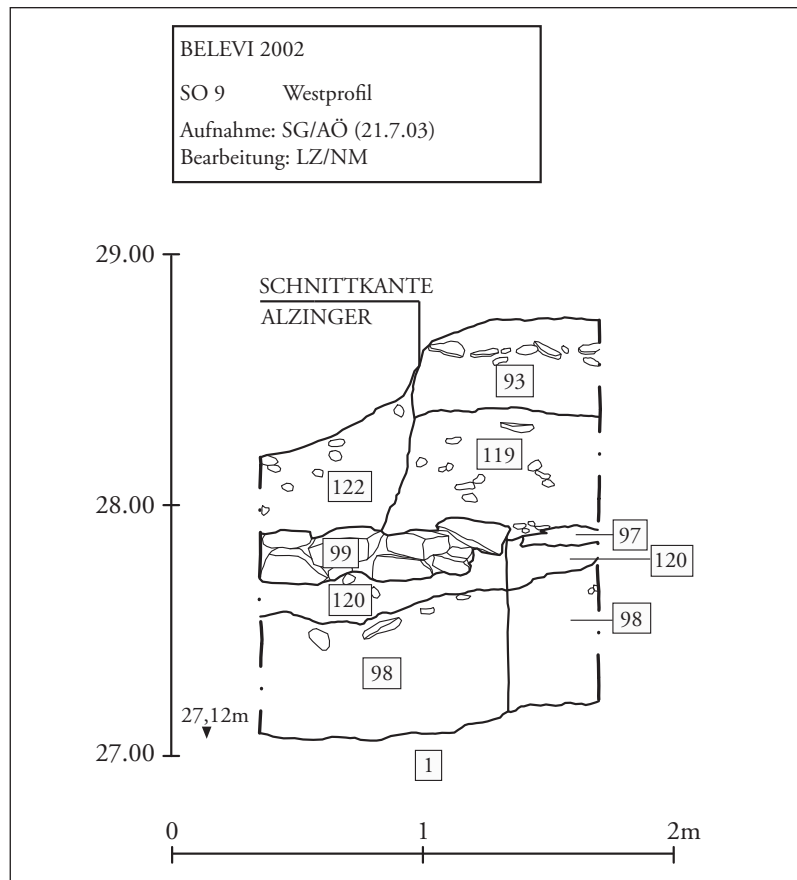 BELEVI 2002
SO 9 Westprofil
Aufnahme: SG/AÖ (21.7.03)
Bearbeitung: LZ/NM
29.00
SCHNITTKANTE
ALZINGER
93
119
122
28.00
97
99
120
120
98
98
27,12m
27.00
1
0 1 2m